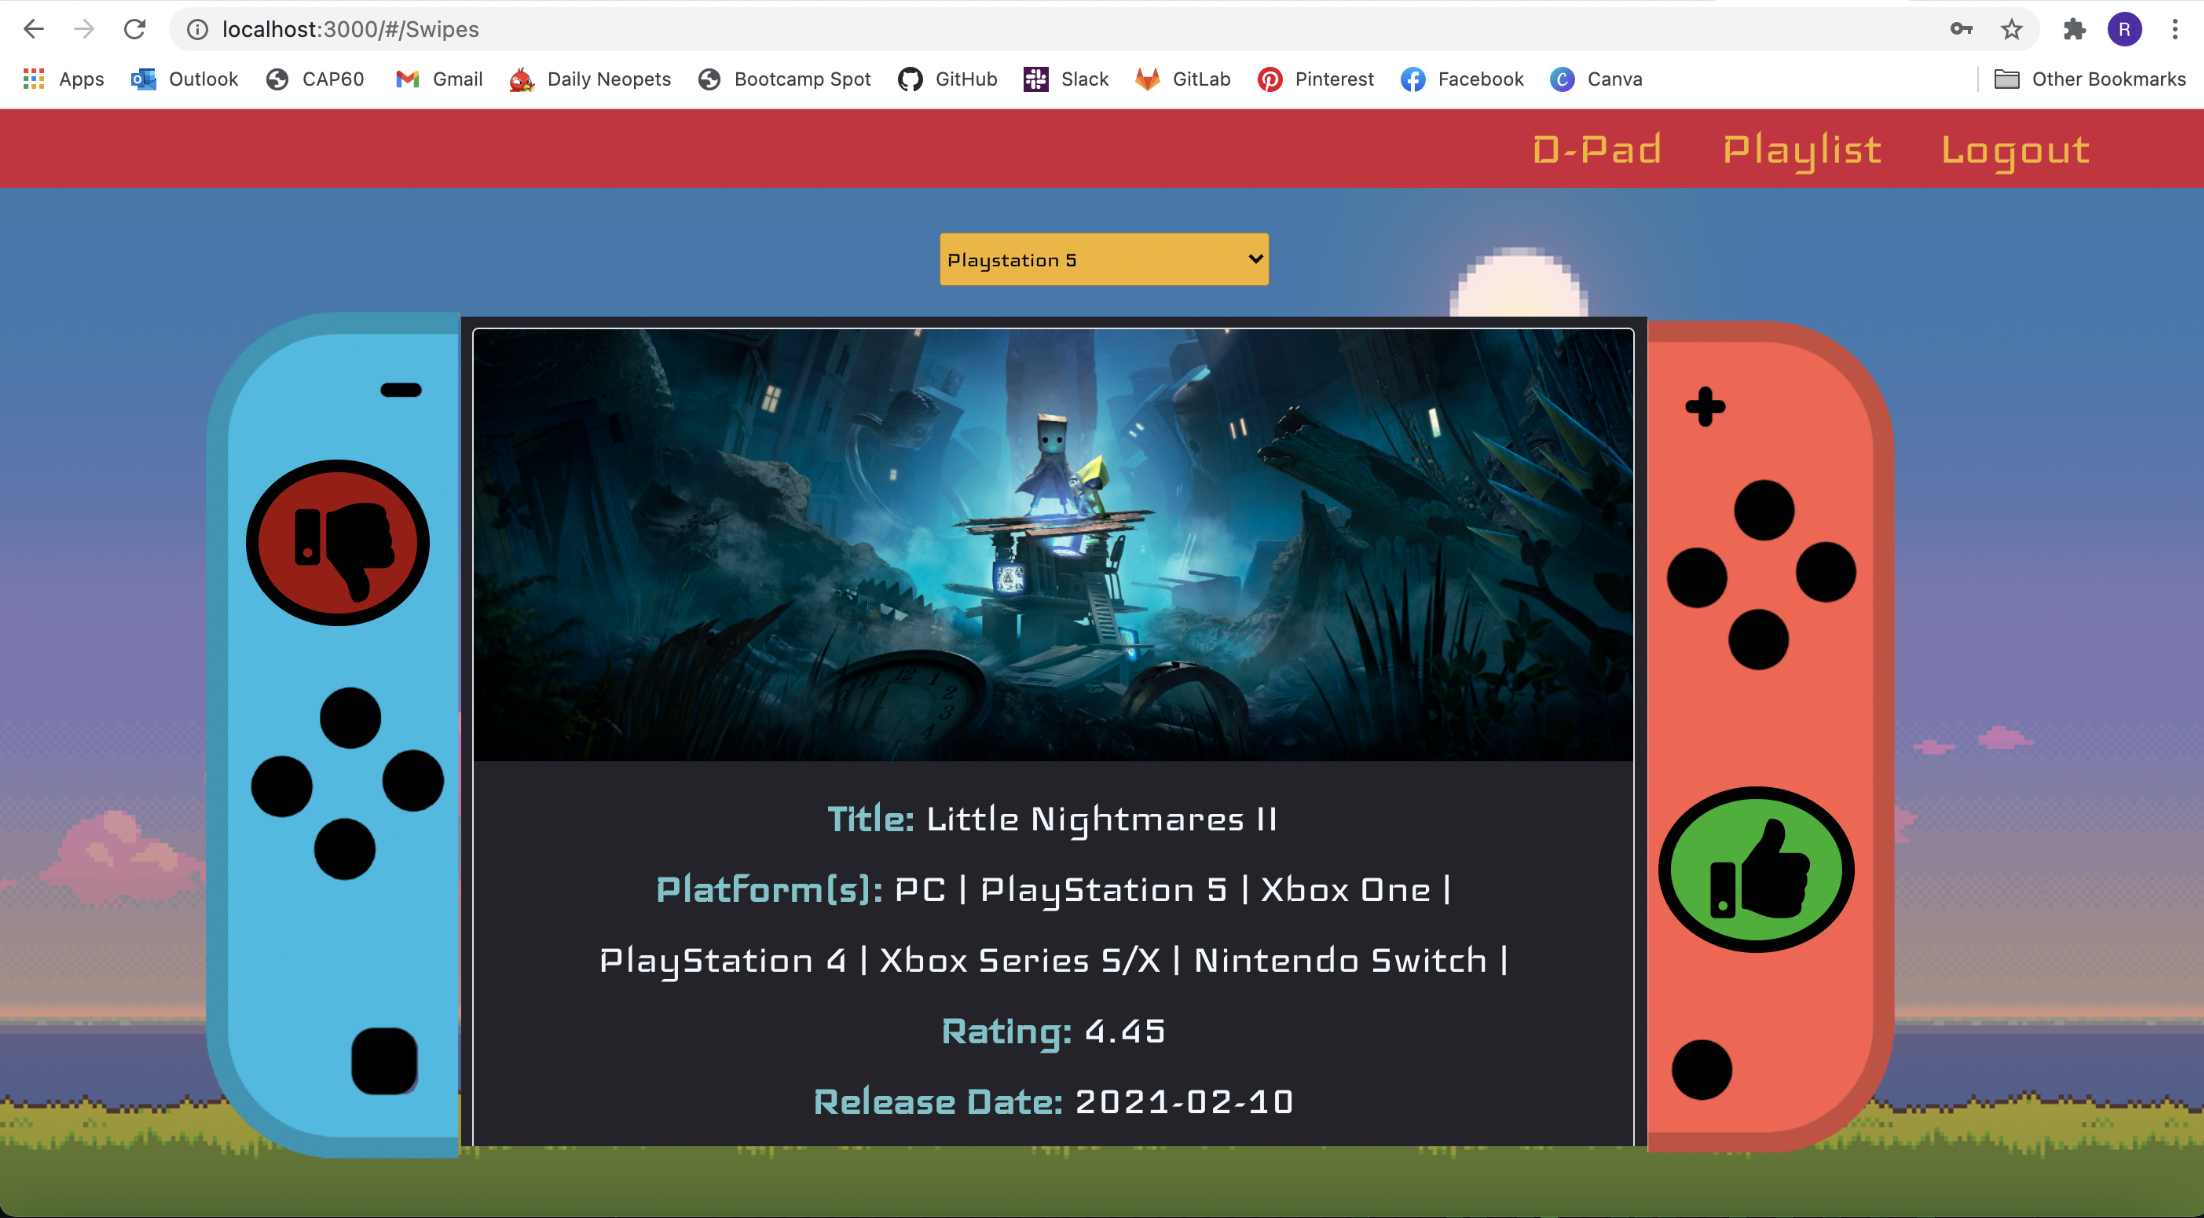 localhost:3000/#/Swipes
R
Apps Outlook CAP60 Gmail Daily Neopets Bootcamp Spot GitHub Slack GitLab Pinterest Facebook Canva Other Bookmarks
D-Pad Playlist Logout
Playstation 5
Title: Little Nightmares II
Platform(s): PC | PlayStation 5 | Xbox One |
PlayStation 4 | Xbox Series S/X | Nintendo Switch |
Rating: 4.45
Release Date: 2021-02-10